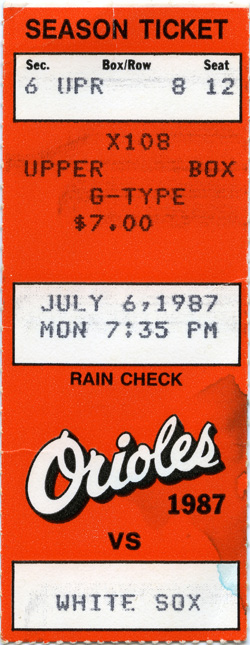 SEASON TICKET
Sec. Box/Row Seat
6 UPR 8 12
X108
UPPER BOX
G-TYPE
$7.00
JULY 6,1987
MON 7:35 PM
RAIN CHECK
Orioles
1987
VS
WHITE SOX